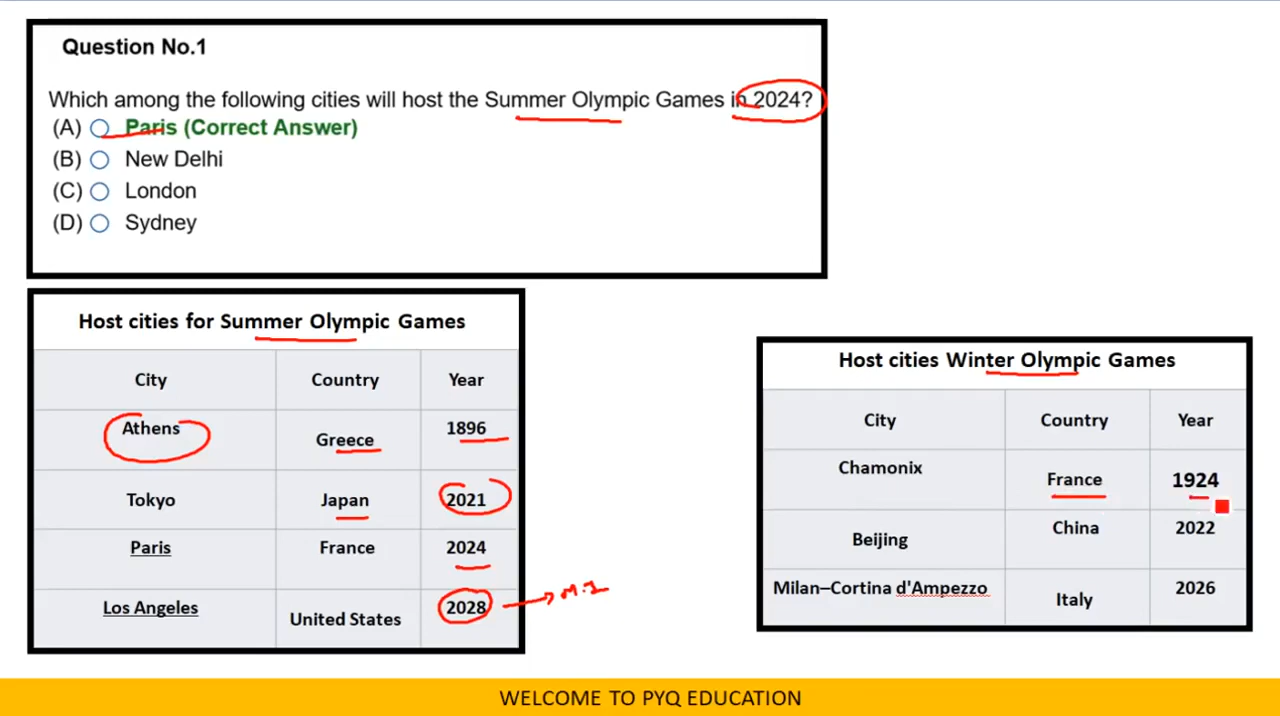 Question No.1
Which among the following cities will host the Summer Olympic Games in 2024?
(A) Paris (Correct Answer)
(B) New Delhi
(C) London
(D) Sydney
Host cities for Summer Olympic Games
City Country Year
Athens Greece 1896
Tokyo Japan 2021
Paris France 2024
Los Angeles United States 2028 → M.I
Host cities Winter Olympic Games
City Country Year
Chamonix France 1924
Beijing China 2022
Milan–Cortina d'Ampezzo Italy 2026
WELCOME TO PYQ EDUCATION